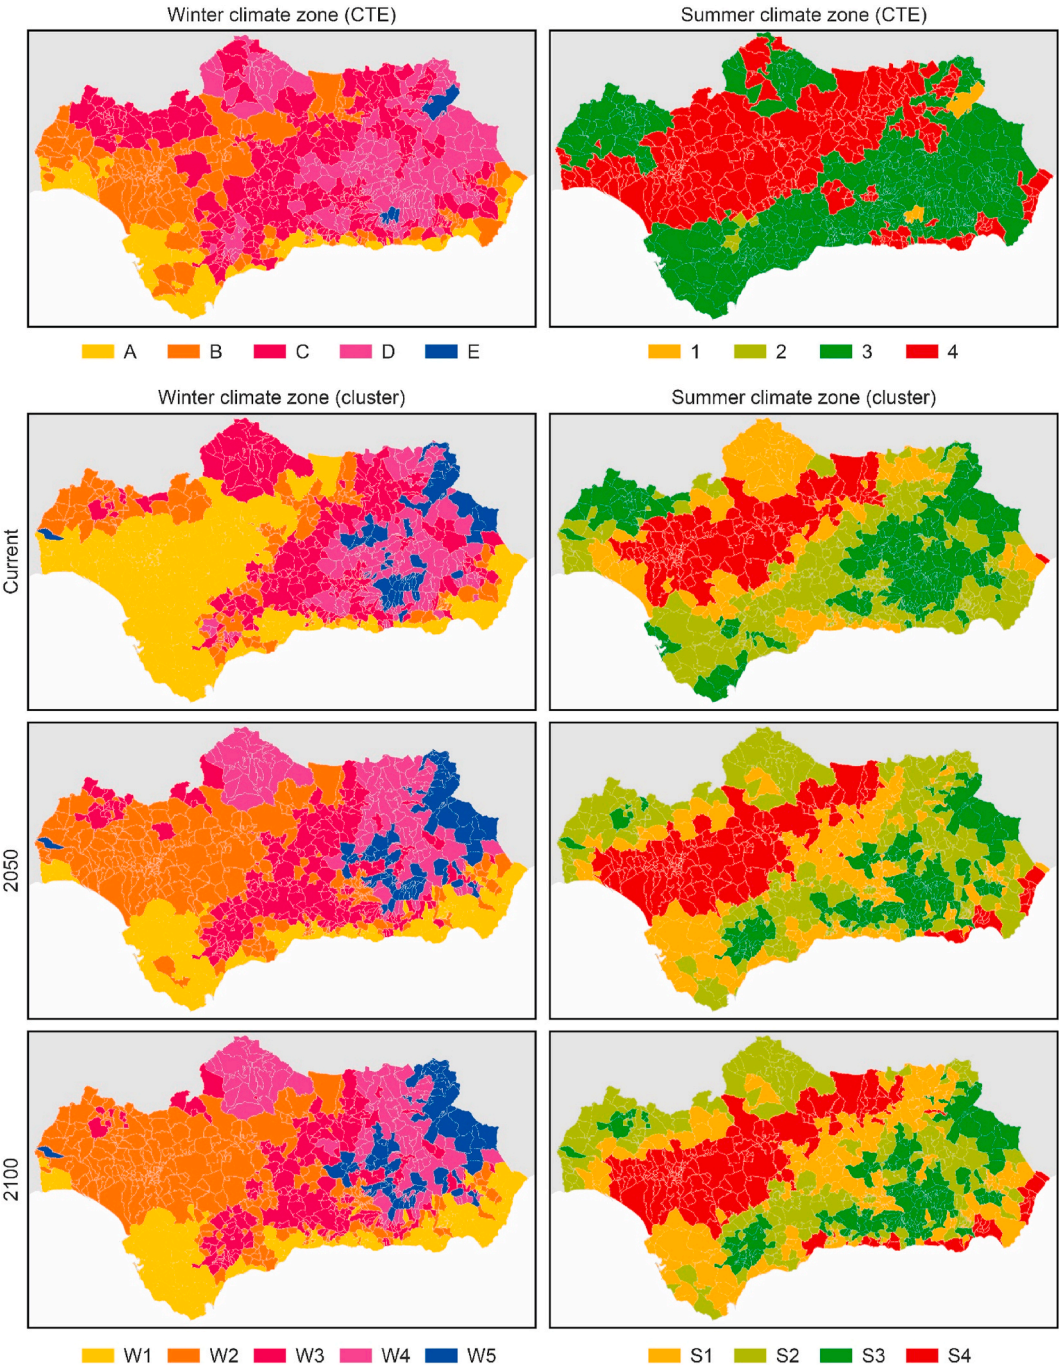 Winter climate zone (CTE)
Summer climate zone (CTE)
A B C D E
1 2 3 4
Winter climate zone (cluster)
Summer climate zone (cluster)
Current
2050
2100
W1 W2 W3 W4 W5
S1 S2 S3 S4